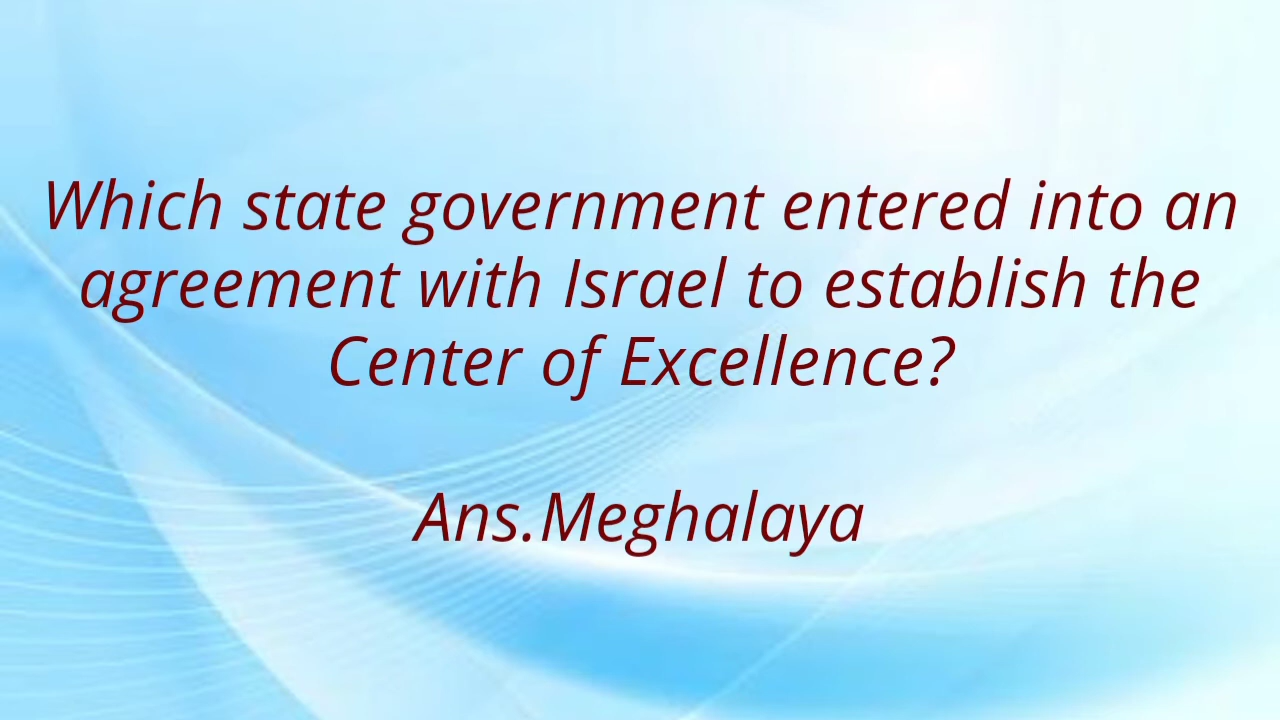 Which state government entered into an
agreement with Israel to establish the
Center of Excellence?
Ans.Meghalaya